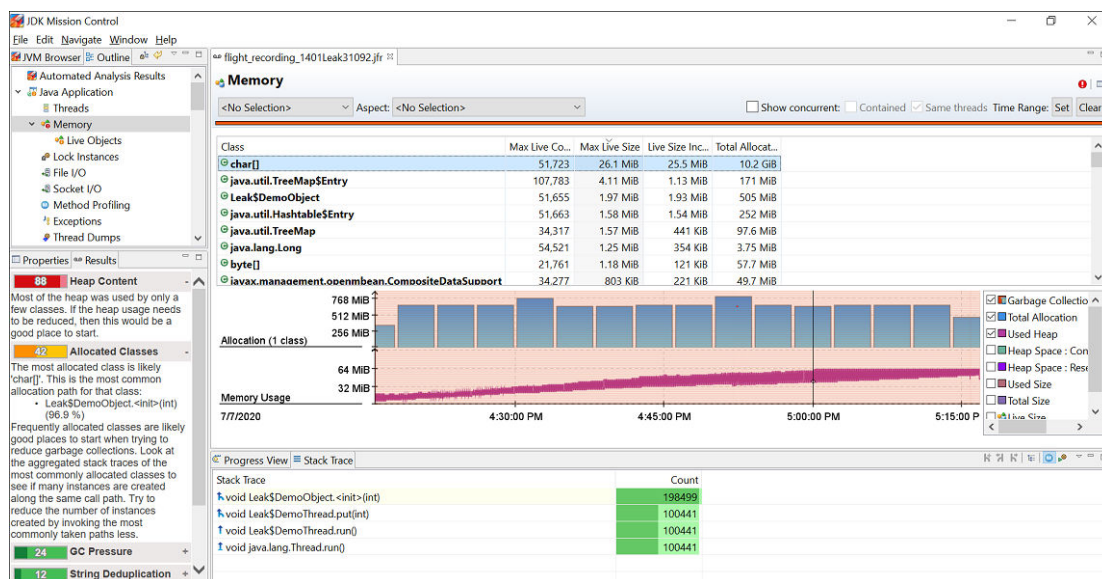 JDK Mission Control
File Edit Navigate Window Help
JVM Browser Outline
Automated Analysis Results
Java Application
Threads
Memory
Live Objects
Lock Instances
File I/O
Socket I/O
Method Profiling
Exceptions
Thread Dumps
Properties Results
88 Heap Content -
Most of the heap was used by only a
few classes. If the heap usage needs
to be reduced, then this would be a
good place to start.
42 Allocated Classes -
The most allocated class is likely
'char[]'. This is the most common
allocation path for that class:
• Leak$DemoObject.<init>(int)
(96.9 %)
Frequently allocated classes are likely
good places to start when trying to
reduce garbage collections. Look at
the aggregated stack traces of the
most commonly allocated classes to
see if many instances are created
along the same call path. Try to
reduce the number of instances
created by invoking the most
commonly taken paths less.
24 GC Pressure +
12 String Deduplication +
flight_recording_1401Leak31092.jfr
Memory
<No Selection> Aspect: <No Selection> Show concurrent: Contained Same threads Time Range: Set Clear
Class Max Live Co... Max Live Size Live Size Inc... Total Allocat...
char[] 51,723 26.1 MiB 25.5 MiB 10.2 GiB
java.util.TreeMap$Entry 107,783 4.11 MiB 1.13 MiB 171 MiB
Leak$DemoObject 51,655 1.97 MiB 1.93 MiB 505 MiB
java.util.Hashtable$Entry 51,663 1.58 MiB 1.54 MiB 252 MiB
java.util.TreeMap 34,317 1.57 MiB 441 KiB 97.6 MiB
java.lang.Long 54,521 1.25 MiB 354 KiB 3.75 MiB
byte[] 21,761 1.18 MiB 121 KiB 57.7 MiB
javax.management.openmbean.CompositeDataSupport 34,277 803 KiB 221 KiB 49.7 MiB
768 MiB
512 MiB
256 MiB
Allocation (1 class)
64 MiB
32 MiB
Memory Usage
7/7/2020 4:30:00 PM 4:45:00 PM 5:00:00 PM 5:15:00 P
Garbage Collectio
Total Allocation
Used Heap
Heap Space : Con
Heap Space : Rese
Used Size
Total Size
Live Size
Progress View Stack Trace
Stack Trace Count
void Leak$DemoObject.<init>(int) 198499
void Leak$DemoThread.put(int) 100441
void Leak$DemoThread.run() 100441
void java.lang.Thread.run() 100441